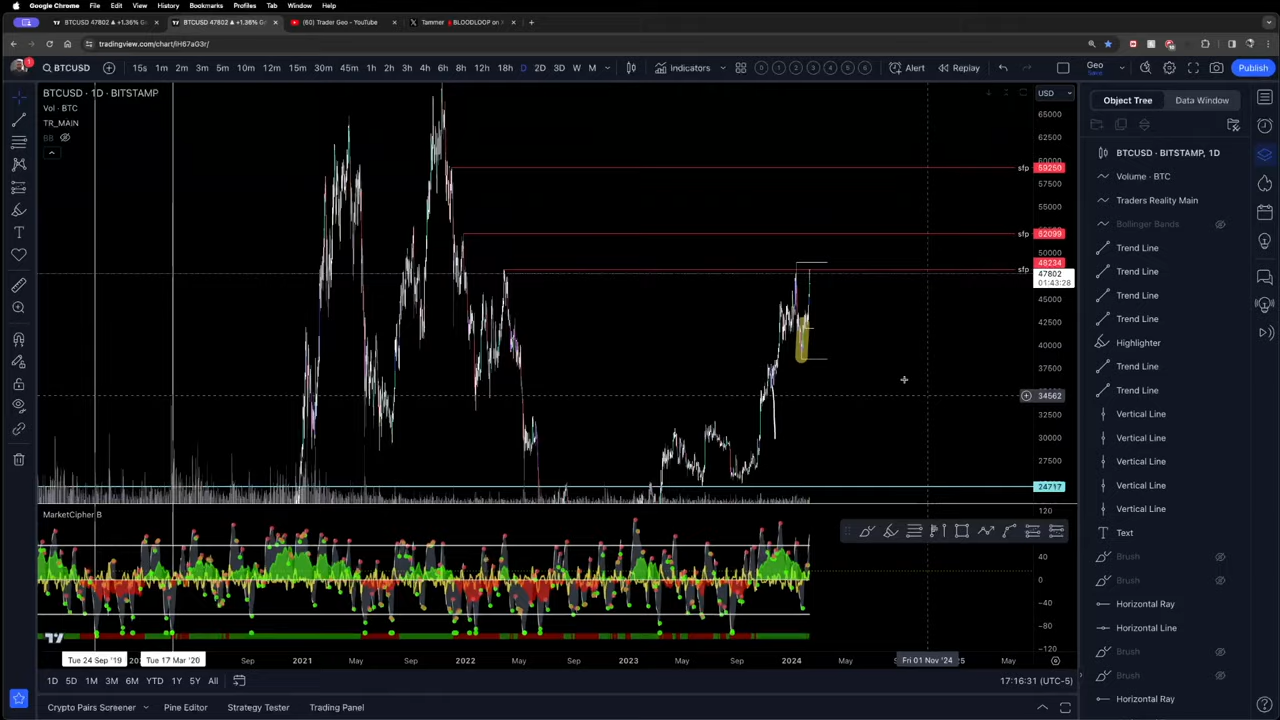 Google Chrome File Edit View History Bookmarks Profiles Tab Window Help
BTCUSD 47802 ▲ +1.36% G BTCUSD 47802 ▲ +1.36% G (60) Trader Geo - YouTube Tammer BLOODLOOP on
tradingview.com/chart/iH67aG3r/
BTCUSD 15s 1m 2m 3m 5m 10m 12m 15m 30m 45m 1h 2h 3h 4h 6h 8h 12h 18h D 2D 3D W M Indicators Alert Replay Geo Save Publish
BTCUSD · 1D · BITSTAMP
USD
Vol · BTC
TR_MAIN
BB
65000
62500
60000
sfp 59250
57500
55000
sfp 52099
50000
48234
sfp
47802
01:43:28
45000
42500
40000
37500
34562
32500
30000
27500
24717
MarketCipher B
120
40
0
−40
−80
−120
Tue 24 Sep '19 20 Tue 17 Mar '20 Sep 2021 May Sep 2022 May Sep 2023 May Sep 2024 May Fri 01 Nov '24 25 May
1D 5D 1M 3M 6M YTD 1Y 5Y All
17:16:31 (UTC-5)
Crypto Pairs Screener Pine Editor Strategy Tester Trading Panel
Object Tree Data Window
BTCUSD · BITSTAMP, 1D
Volume · BTC
Traders Reality Main
Bollinger Bands
Trend Line
Trend Line
Trend Line
Trend Line
Highlighter
Trend Line
Trend Line
Vertical Line
Vertical Line
Vertical Line
Vertical Line
Vertical Line
Text
Brush
Brush
Horizontal Ray
Horizontal Line
Brush
Brush
Horizontal Ray